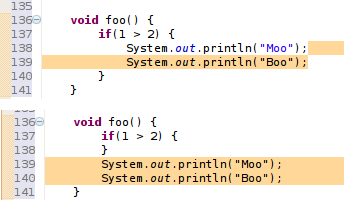 135
136 void foo() {
137 if(1 > 2) {
138 System.out.println("Moo");
139 System.out.println("Boo");
140 }
141 }
136 void foo() {
137 if(1 > 2) {
138 }
139 System.out.println("Moo");
140 System.out.println("Boo");
141 }